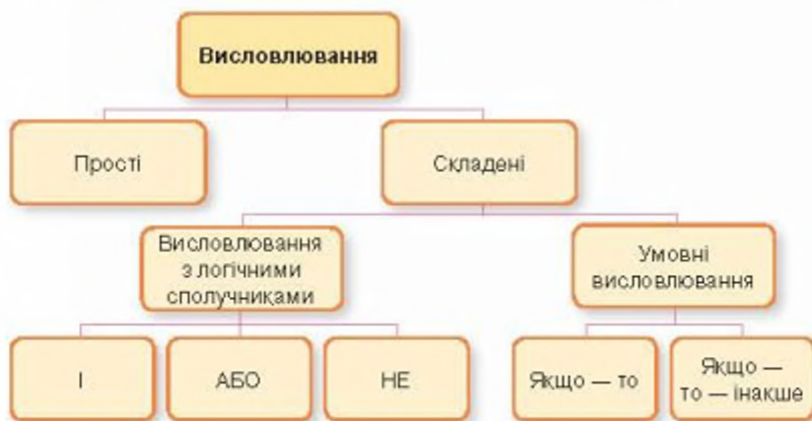 Висловлювання
Прості
Складені
Висловлювання
з логічними
сполучниками
Умовні
висловлювання
І
АБО
НЕ
Якщо — то
Якщо —
то — інакше